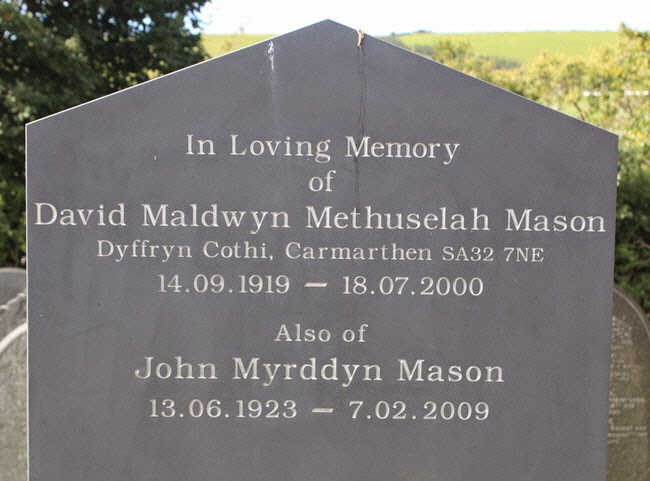 In Loving Memory
of
David Maldwyn Methuselah Mason
Dyffryn Cothi, Carmarthen SA32 7NE
14.09.1919 – 18.07.2000
Also of
John Myrddyn Mason
13.06.1923 – 7.02.2009